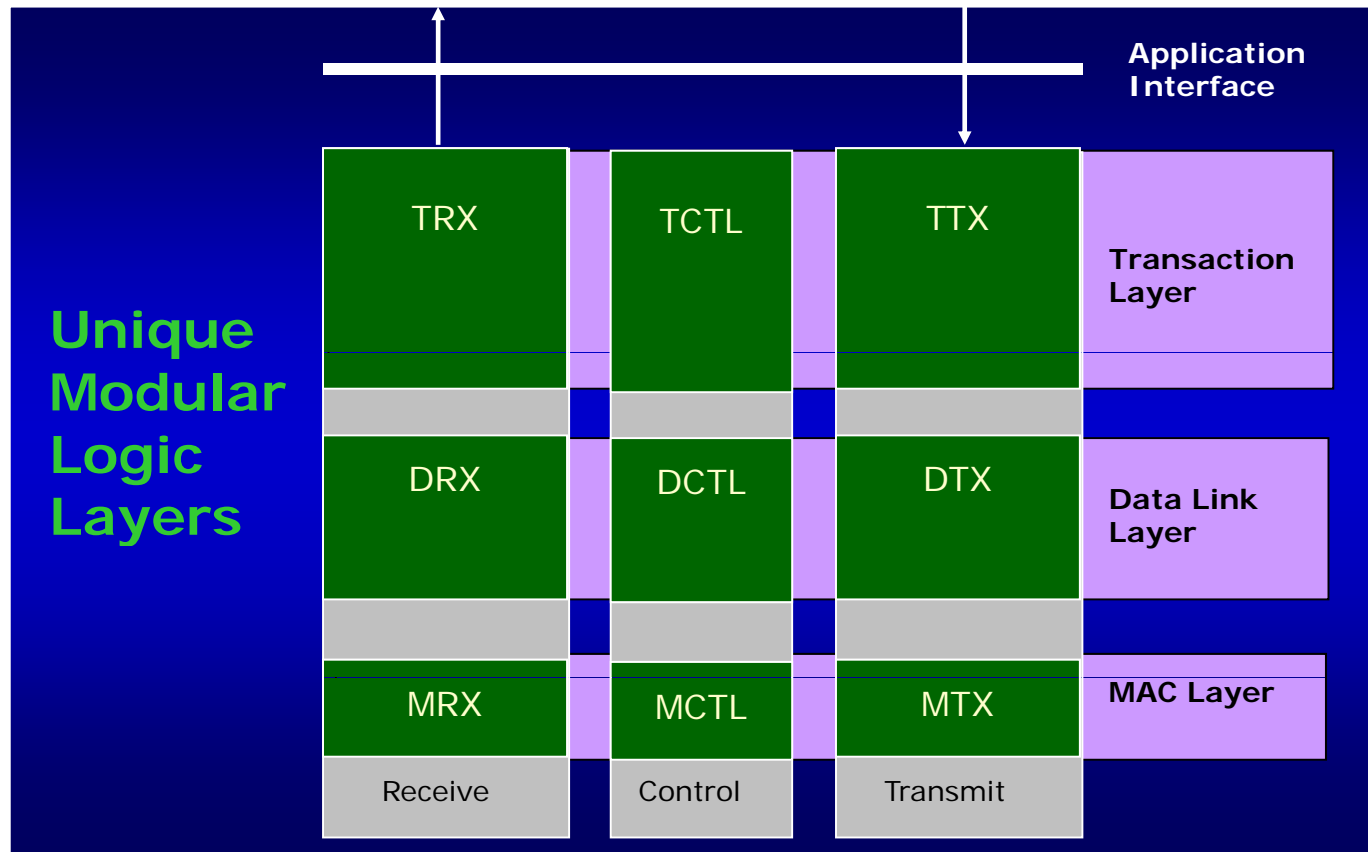 Application
Interface
TRX
TCTL
TTX
Transaction
Layer
Unique
Modular
Logic
Layers
DRX
DCTL
DTX
Data Link
Layer
MRX
MCTL
MTX
MAC Layer
Receive
Control
Transmit